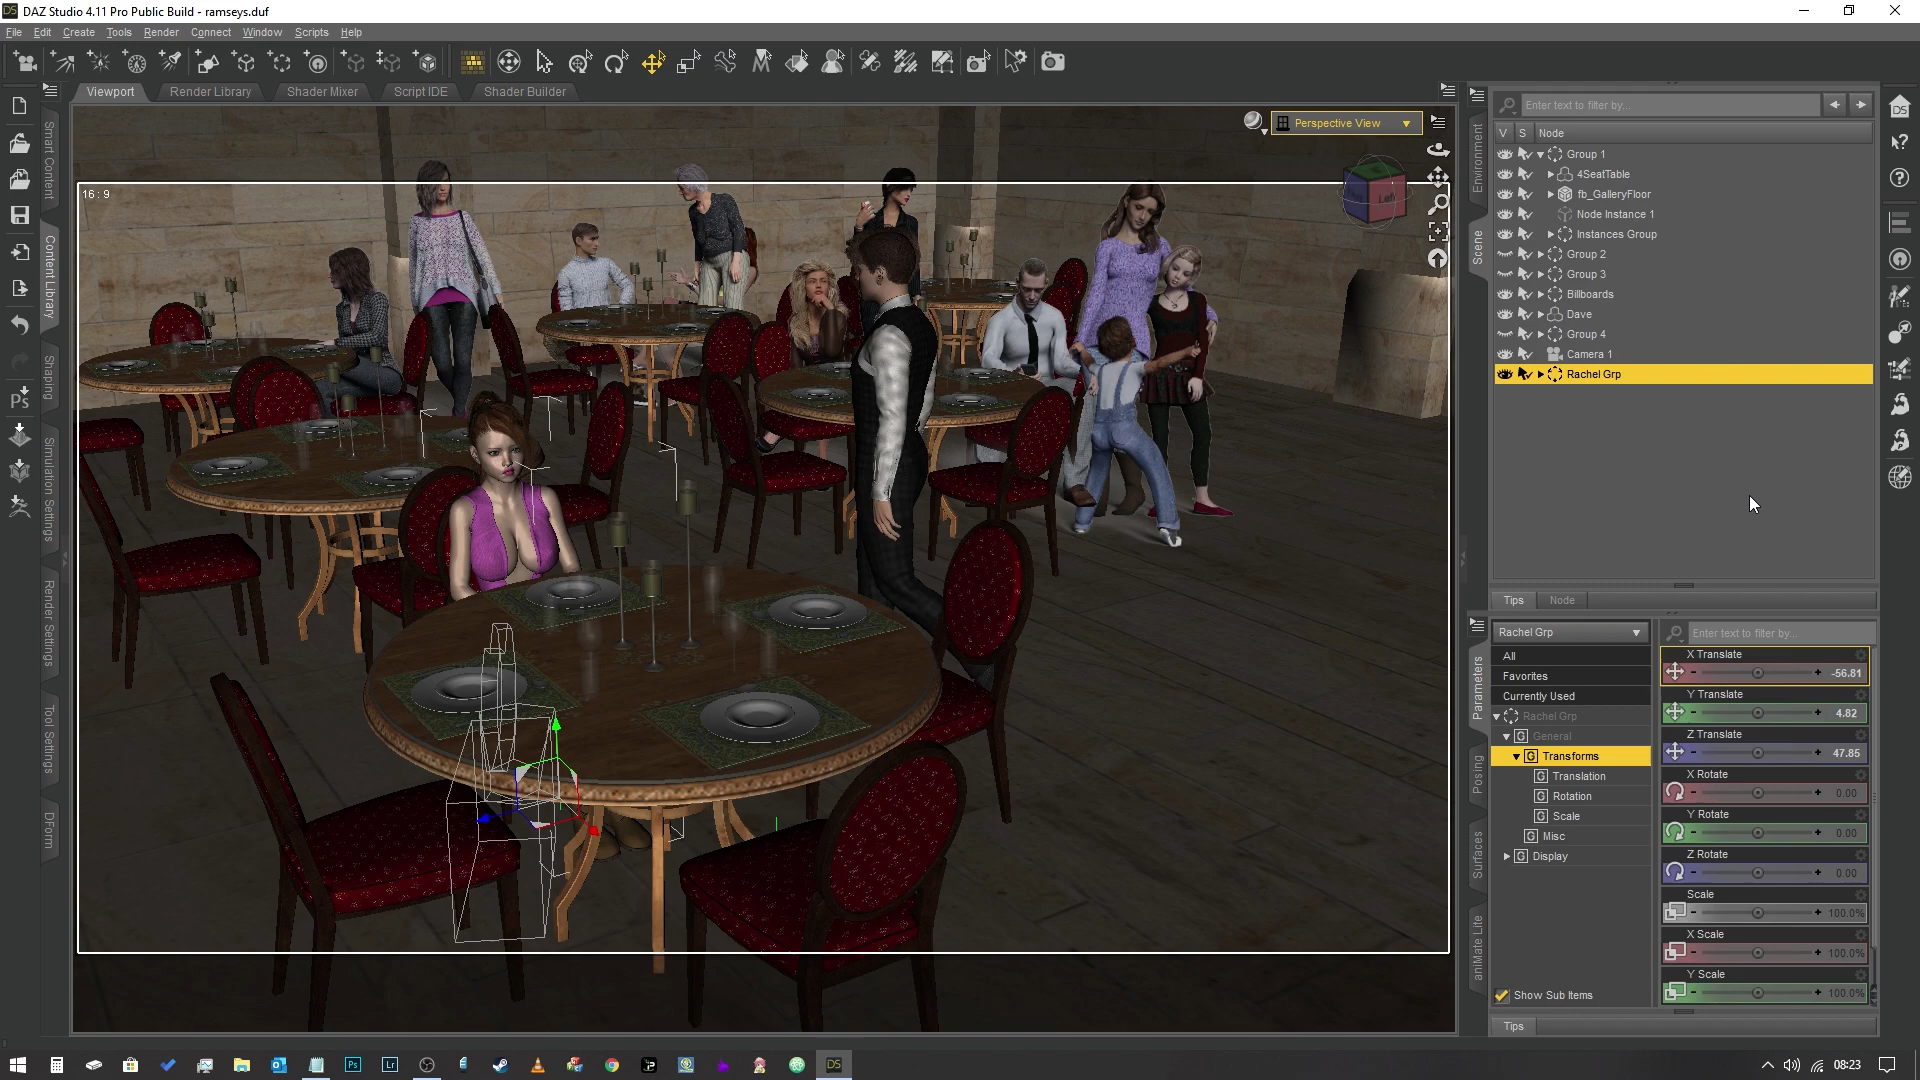 DAZ Studio 4.11 Pro Public Build - ramseys.duf
File Edit Create Tools Render Connect Window Scripts Help
Viewport Render Library Shader Mixer Script IDE Shader Builder
Smart Content
Content Library
Shaping
Simulation Settings
Render Settings
Tool Settings
DForm
Ps
16 : 9
Perspective View
Left
Environment
Scene
Enter text to filter by...
V S Node
Group 1
4SeatTable
fb_GalleryFloor
Node Instance 1
Instances Group
Group 2
Group 3
Billboards
Dave
Group 4
Camera 1
Rachel Grp
Tips Node
Parameters
Posing
Surfaces
aniMate Lite
Rachel Grp
All
Favorites
Currently Used
Rachel Grp
General
Transforms
Translation
Rotation
Scale
Misc
Display
Show Sub Items
Enter text to filter by...
X Translate
-56.81
Y Translate
4.82
Z Translate
47.85
X Rotate
0.00
Y Rotate
0.00
Z Rotate
0.00
Scale
100.0%
X Scale
100.0%
Y Scale
100.0%
Tips
Ps Lr DS 08:23